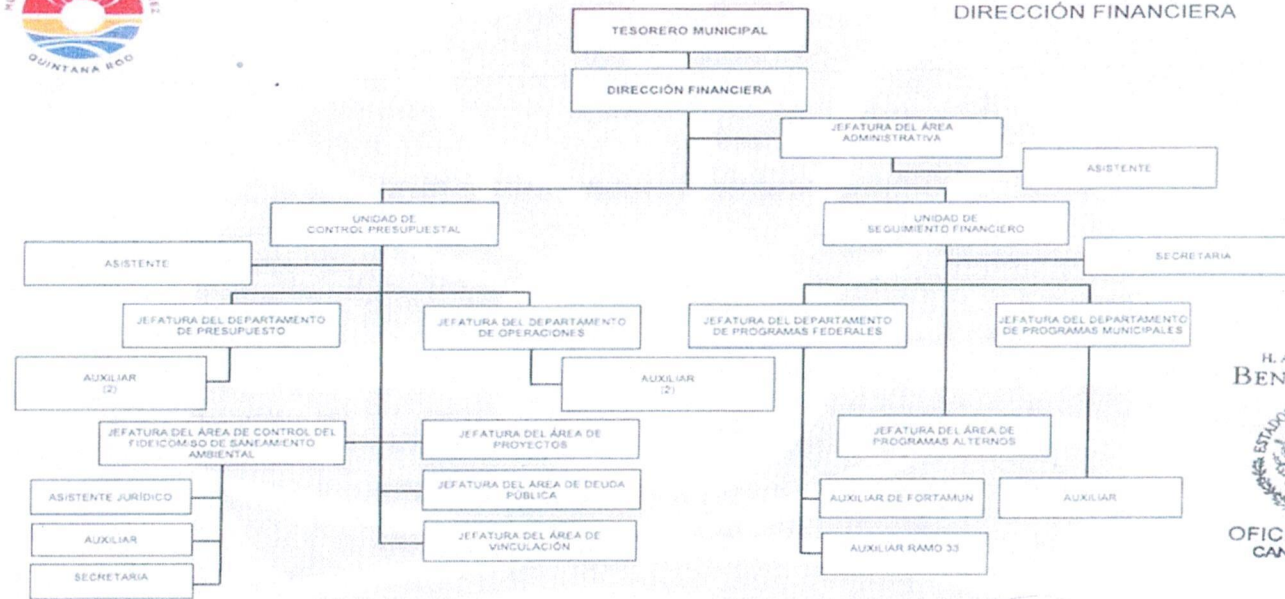 QUINTANA ROO
DIRECCIÓN FINANCIERA
TESORERO MUNICIPAL
DIRECCIÓN FINANCIERA
JEFATURA DEL ÁREA
ADMINISTRATIVA
ASISTENTE
UNIDAD DE
CONTROL PRESUPUESTAL
UNIDAD DE
SEGUIMIENTO FINANCIERO
ASISTENTE
SECRETARIA
JEFATURA DEL DEPARTAMENTO
DE PRESUPUESTO
JEFATURA DEL DEPARTAMENTO
DE OPERACIONES
JEFATURA DEL DEPARTAMENTO
DE PROGRAMAS FEDERALES
JEFATURA DEL DEPARTAMENTO
DE PROGRAMAS MUNICIPALES
AUXILIAR
(2)
AUXILIAR
(2)
H. A
BEN
JEFATURA DEL ÁREA DE CONTROL DEL
FIDEICOMISO DE SANEAMIENTO
AMBIENTAL
JEFATURA DEL ÁREA DE
PROYECTOS
JEFATURA DEL ÁREA DE
PROGRAMAS ALTERNOS
ESTADO
ASISTENTE JURÍDICO
JEFATURA DEL ÁREA DE DEUDA
PÚBLICA
AUXILIAR DE FORTAMUN
AUXILIAR
AUXILIAR
JEFATURA DEL ÁREA DE
VINCULACIÓN
AUXILIAR RAMO 33
SECRETARIA
OFIC
CAN